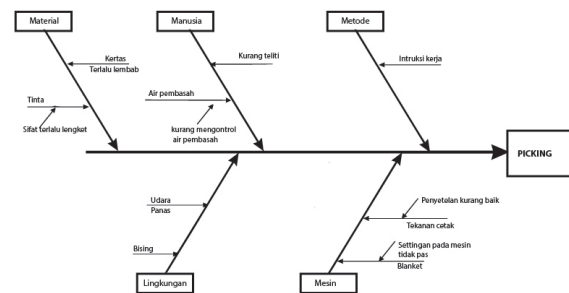 Material
Manusia
Metode
Kertas
Terlalu lembab
Tinta
Sifat terlalu lengket
Kurang teliti
Air pembasah
kurang mengontrol
air pembasah
Intruksi kerja
PICKING
Udara
Panas
Bising
Lingkungan
Penyetelan kurang baik
Tekanan cetak
Settingan pada mesin
tidak pas
Blanket
Mesin